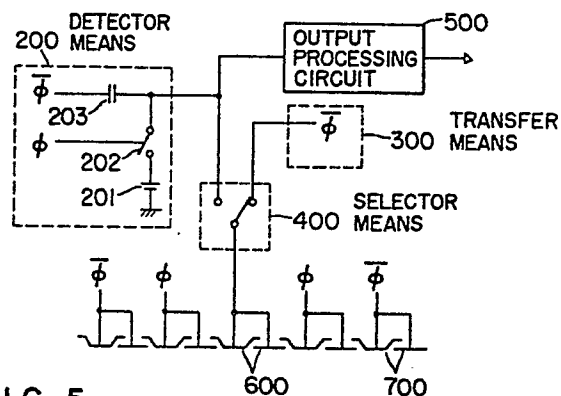 200
DETECTOR
MEANS
500
OUTPUT
PROCESSING
CIRCUIT
φ̅
203
φ
202
201
φ̅
300
TRANSFER
MEANS
400
SELECTOR
MEANS
φ̅
φ
φ
φ̅
600
700